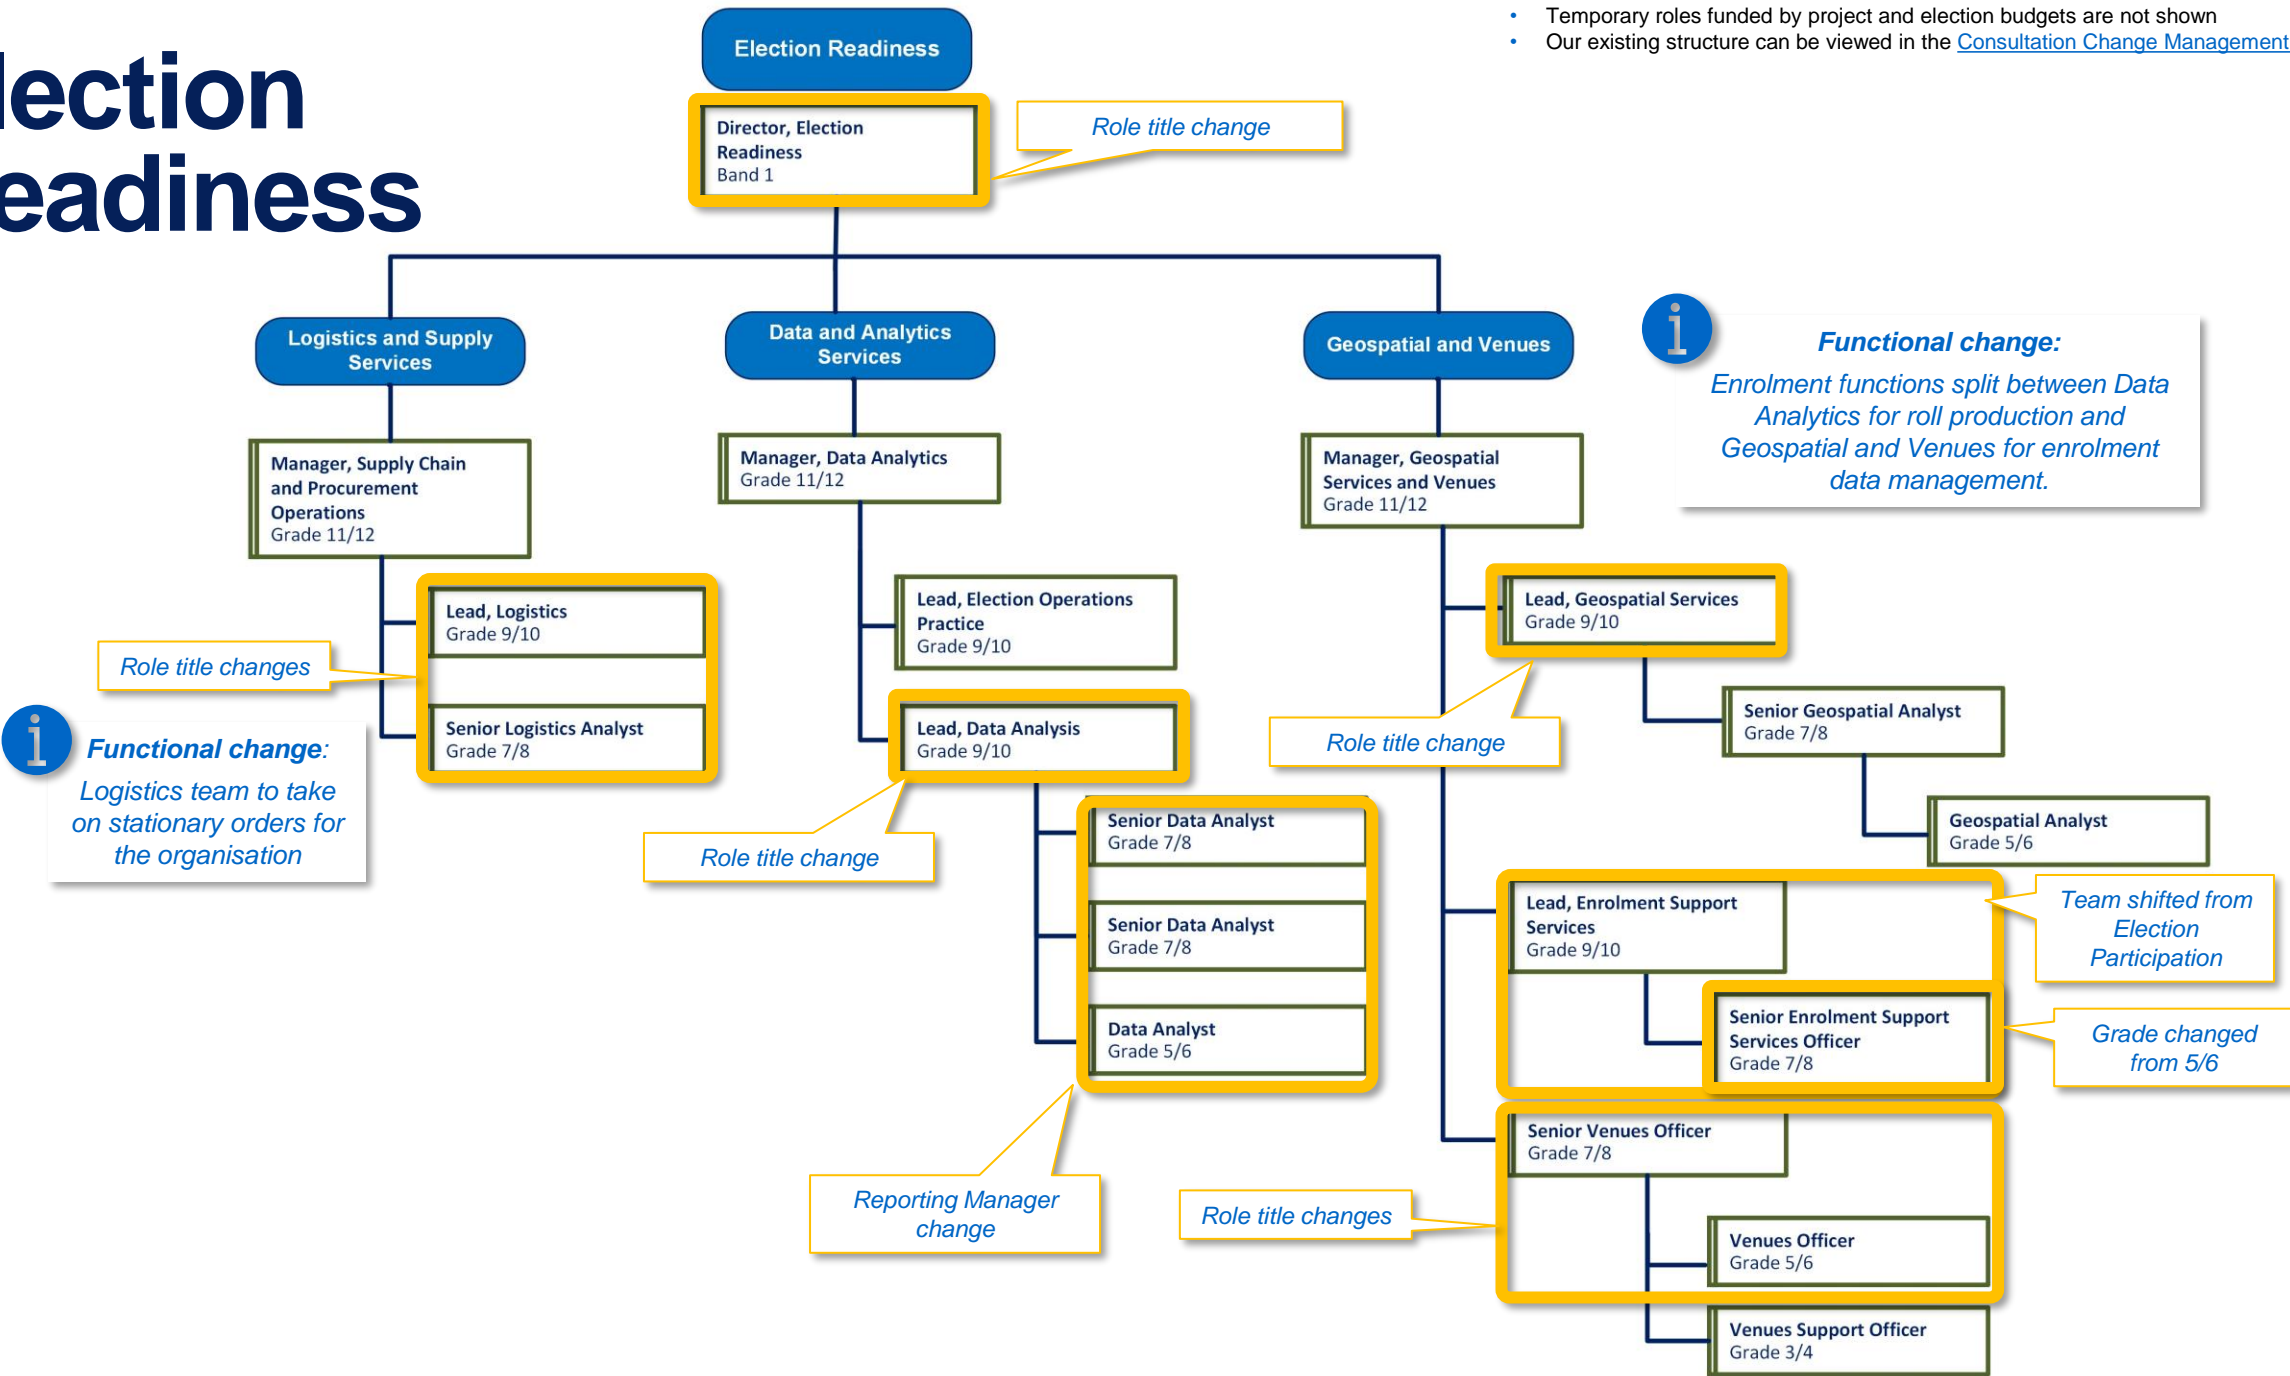 lection
eadiness
• Temporary roles funded by project and election budgets are not shown
• Our existing structure can be viewed in the Consultation Change Management
Election Readiness
Director, Election
Readiness
Band 1
Role title change
Logistics and Supply
Services
Manager, Supply Chain
and Procurement
Operations
Grade 11/12
Lead, Logistics
Grade 9/10
Senior Logistics Analyst
Grade 7/8
Role title changes
Functional change:
Logistics team to take
on stationary orders for
the organisation
Data and Analytics
Services
Manager, Data Analytics
Grade 11/12
Lead, Election Operations
Practice
Grade 9/10
Lead, Data Analysis
Grade 9/10
Role title change
Senior Data Analyst
Grade 7/8
Senior Data Analyst
Grade 7/8
Data Analyst
Grade 5/6
Reporting Manager
change
Geospatial and Venues
Manager, Geospatial
Services and Venues
Grade 11/12
Functional change:
Enrolment functions split between Data
Analytics for roll production and
Geospatial and Venues for enrolment
data management.
Lead, Geospatial Services
Grade 9/10
Role title change
Senior Geospatial Analyst
Grade 7/8
Geospatial Analyst
Grade 5/6
Lead, Enrolment Support
Services
Grade 9/10
Team shifted from
Election
Participation
Senior Enrolment Support
Services Officer
Grade 7/8
Grade changed
from 5/6
Senior Venues Officer
Grade 7/8
Role title changes
Venues Officer
Grade 5/6
Venues Support Officer
Grade 3/4